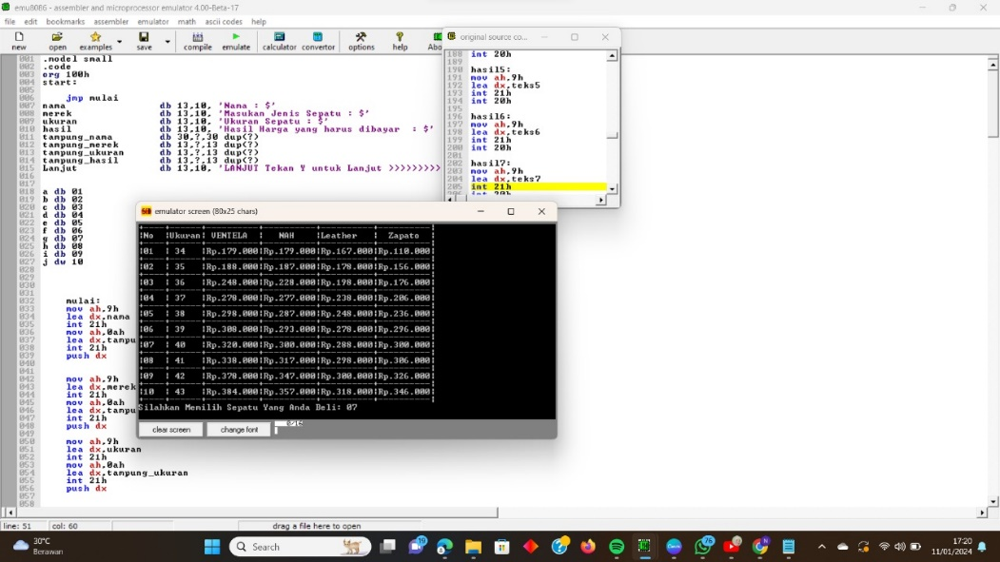 emu8086 - assembler and microprocessor emulator 4.00-Beta-17
file edit bookmarks assembler emulator math ascii codes help
new open examples save compile emulate calculator convertor options help Abo
001 .model small
002 .code
003 org 100h
004 start:
005
006 jmp mulai
007 nama db 13,10, 'Nama : $'
008 merek db 13,10, 'Masukan Jenis Sepatu : $'
009 ukuran db 13,10, 'Ukuran Sepatu : $'
010 hasil db 13,10, 'Hasil Harga yang harus dibayar : $'
011 tampung_nama db 30,?,30 dup(?)
012 tampung_merek db 13,?,13 dup(?)
013 tampung_ukuran db 13,?,13 dup(?)
014 tampung_hasil db 13,?,13 dup(?)
015 Lanjut db 13,10, 'LANJUT Tekan Y untuk Lanjut >>>>>>>>>
016
017
018 a db 01
019 b db 02
020 c db 03
021 d db 04
022 e db 05
023 f db 06
024 g db 07
025 h db 08
026 i db 09
027 j dw 10
028
029
030
031
032 mulai:
033 mov ah,9h
034 lea dx,nama
035 int 21h
036 mov ah,0ah
037 lea dx,tampu
038 int 21h
039 push dx
040
041
042 mov ah,9h
043 lea dx,merek
044 int 21h
045 mov ah,0ah
046 lea dx,tampu
047 int 21h
048 push dx
049
050 mov ah,9h
051 lea dx,ukuran
052 int 21h
053 mov ah,0ah
054 lea dx,tampung_ukuran
055 int 21h
056 push dx
057
058
original source co...
188 int 20h
189
190 hasil5:
191 mov ah,9h
192 lea dx,teks5
193 int 21h
194 int 20h
195
196 hasil6:
197 mov ah,9h
198 lea dx,teks6
199 int 21h
200 int 20h
201
202 hasil7:
203 mov ah,9h
204 lea dx,teks7
205 int 21h
206 int 20h
emulator screen (80x25 chars)
|No |Ukuran| VENTELA | NAH |Leather | Zapato |
|01 | 34 |Rp.179.000|Rp.179.000|Rp.167.000|Rp.110.000|
|02 | 35 |Rp.188.000|Rp.187.000|Rp.178.000|Rp.156.000|
|03 | 36 |Rp.248.000|Rp.228.000|Rp.198.000|Rp.176.000|
|04 | 37 |Rp.278.000|Rp.277.000|Rp.238.000|Rp.206.000|
|05 | 38 |Rp.298.000|Rp.287.000|Rp.248.000|Rp.236.000|
|06 | 39 |Rp.308.000|Rp.293.000|Rp.278.000|Rp.296.000|
|07 | 40 |Rp.320.000|Rp.300.000|Rp.288.000|Rp.300.000|
|08 | 41 |Rp.338.000|Rp.317.000|Rp.298.000|Rp.306.000|
|09 | 42 |Rp.378.000|Rp.347.000|Rp.300.000|Rp.326.000|
|10 | 43 |Rp.384.000|Rp.357.000|Rp.318.000|Rp.346.000|
Silahkan Memilih Sepatu Yang Anda Beli: 07
clear screen change font 0/16
line: 51 col: 60 drag a file here to open
30°C
Berawan
Search
19
76
17:20
11/01/2024